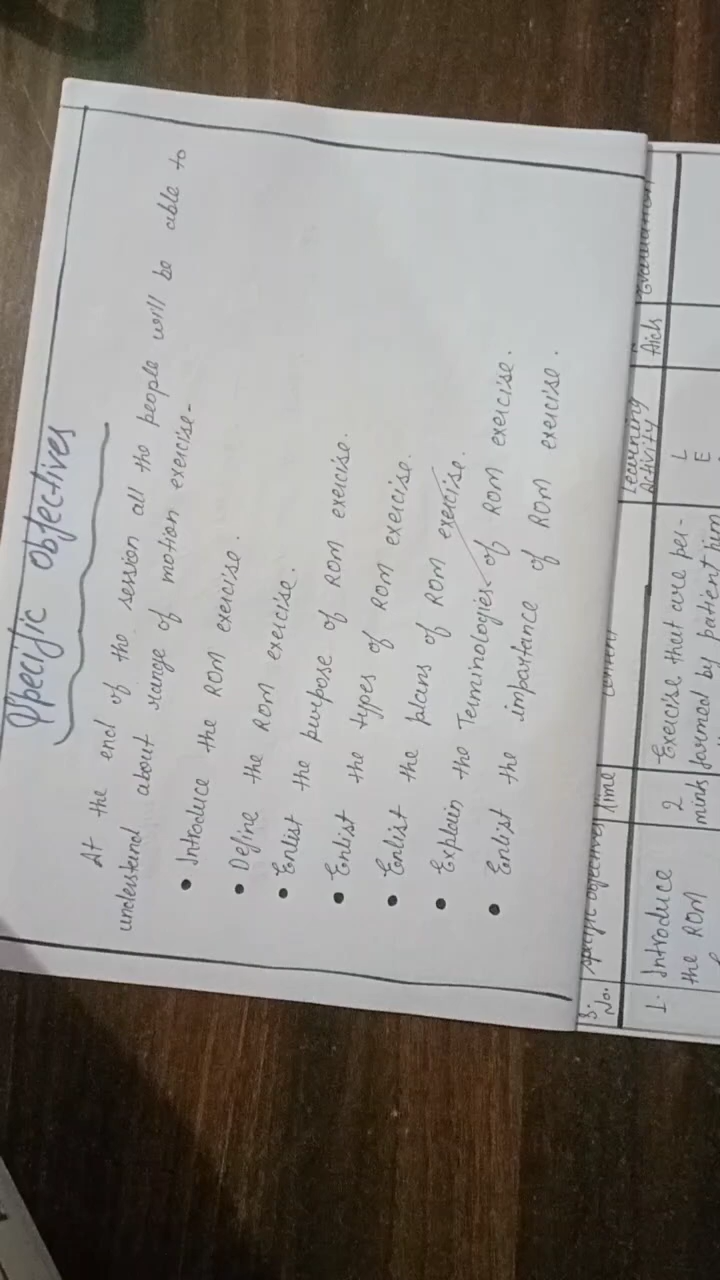 Specific Objectives
At the end of the session all the people will be able to
understand about range of motion exercise-
• Introduce the ROM exercise.
• Define the ROM exercise.
• Enlist the purpose of ROM exercise.
• Enlist the types of ROM exercise.
• Enlist the plans of ROM exercise.
• Explain the Terminologies of ROM exercise.
• Enlist the importance of ROM exercise.
S. No. Specific objectives Time Content Learning Activity Aids Evaluation
1. Introduce 2 Exercise that are per- L
the ROM mins formed by patient him E